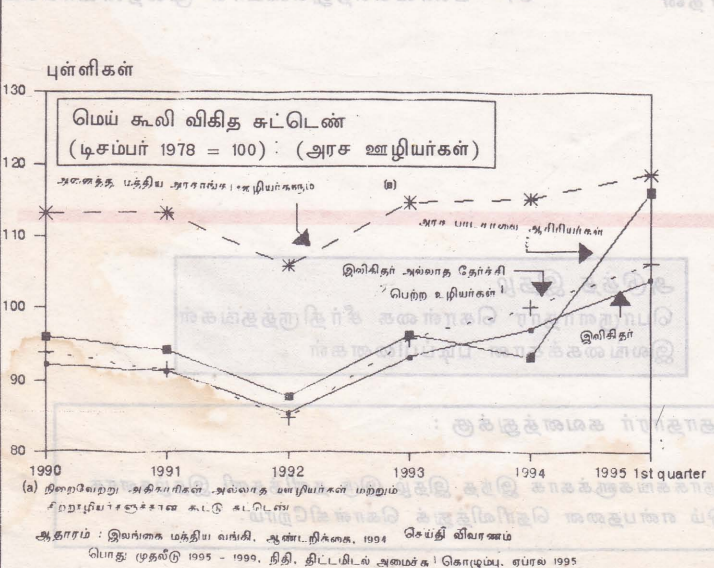 புள்ளிகள்
130
மெய் கூலி விகித சுட்டெண்
(டிசம்பர் 1978 = 100) (அரச ஊழியர்கள்)
120
அனைத்து மத்திய அரசாங்க ஊழியர்களும் (a)
அரச பாடசாலை ஆசிரியர்கள்
110
இலிகிதர் அல்லாத தேர்ச்சி
பெற்ற உழியர்கள்
100
இலிகிதர்
90
80
1990 1991 1992 1993 1994 1995 1st quarter
(a) நிறைவேற்று அதிகாரிகள் அல்லாத ஊழியர்கள் மற்றும்
சிற்றூழியர்களுக்கான கூட்டு சுட்டெண்
ஆதாரம் : இலங்கை மத்திய வங்கி, ஆண்டறிக்கை, 1994 செய்தி விவரணம்
பொது முதலீடு 1995 - 1999, நிதி, திட்டமிடல் அமைச்சு கொழும்பு, ஏப்ரல 1995